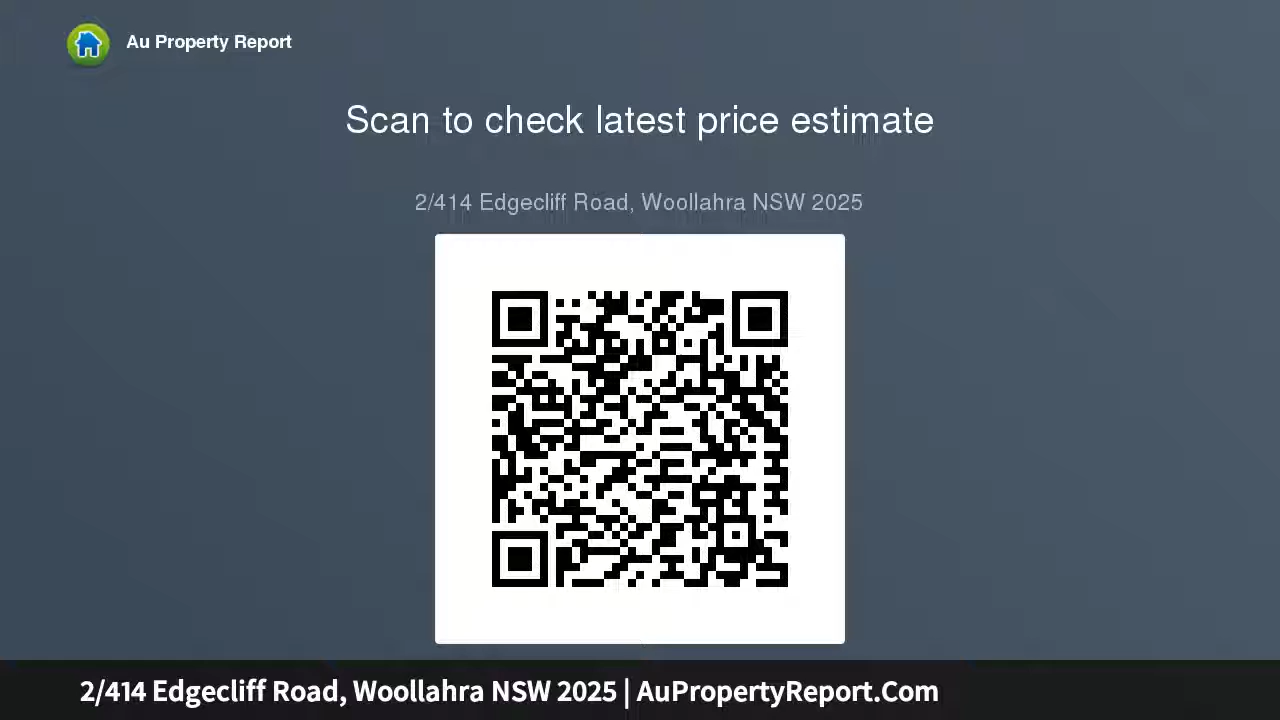 Au Property Report
Scan to check latest price estimate
2/414 Edgecliff Road, Woollahra NSW 2025
2/414 Edgecliff Road, Woollahra NSW 2025 | AuPropertyReport.Com